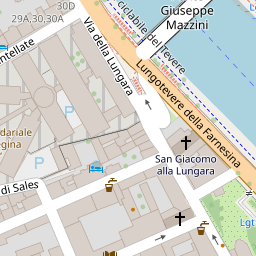 30D
29A,30,30A
Giuseppe
Mazzini
ciclabile del Tevere
Via della Lungara
Lungotevere della Farnesina
ntellate
dariale
egina
P
P
San Giacomo
alla Lungara
di Sales
P
Lgt